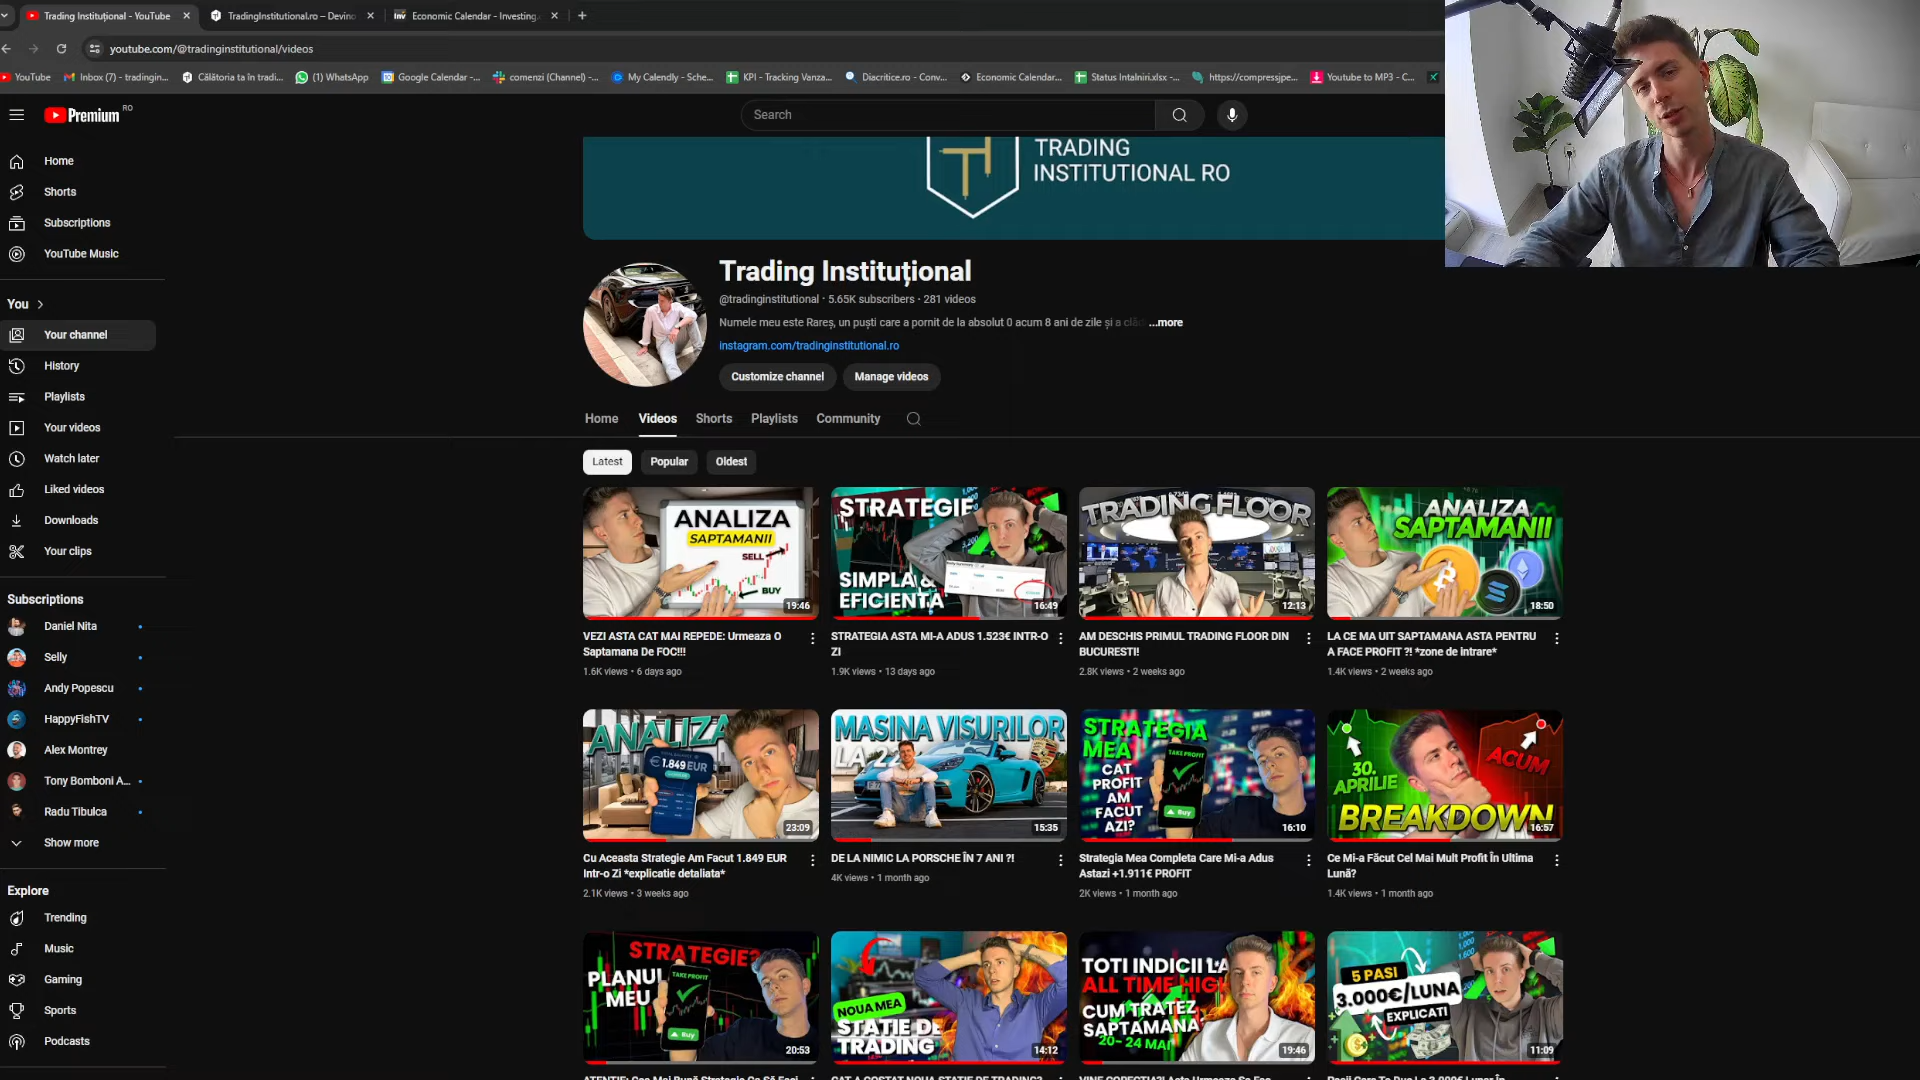 Trading Instituțional - YouTube
TradingInstitutional.ro – Devino
Economic Calendar - Investing.
youtube.com/@tradinginstitutional/videos
YouTube
Inbox (7) - tradingin...
Călătoria ta în tradi...
(1) WhatsApp
Google Calendar -...
comenzi (Channel) -...
My Calendly - Sche...
KPI - Tracking Vanza...
Diacritice.ro - Conv...
Economic Calendar...
Status Intalniri.xlsx -...
https://compressjpe...
Youtube to MP3 - C...
Premium
RO
Search
Home
Shorts
Subscriptions
YouTube Music
You
Your channel
History
Playlists
Your videos
Watch later
Liked videos
Downloads
Your clips
Subscriptions
Daniel Nita
Selly
Andy Popescu
HappyFishTV
Alex Montrey
Tony Bomboni A...
Radu Tibulca
Show more
Explore
Trending
Music
Gaming
Sports
Podcasts
TRADING
INSTITUTIONAL RO
Trading Instituțional
@tradinginstitutional · 5.65K subscribers · 281 videos
Numele meu este Rareș, un puști care a pornit de la absolut 0 acum 8 ani de zile și a clăd ...more
instagram.com/tradinginstitutional.ro
Customize channel
Manage videos
Home
Videos
Shorts
Playlists
Community
Latest
Popular
Oldest
ANALIZA
SAPTAMANII
SELL
BUY
19:46
VEZI ASTA CAT MAI REPEDE: Urmeaza O
Saptamana De FOC!!!
1.6K views · 6 days ago
STRATEGIE
SIMPLA &
EFICIENTA
16:49
STRATEGIA ASTA MI-A ADUS 1.523€ INTR-O
ZI
1.9K views · 13 days ago
TRADING FLOOR
12:13
AM DESCHIS PRIMUL TRADING FLOOR DIN
BUCURESTI!
2.8K views · 2 weeks ago
ANALIZA
SAPTAMANII
18:50
LA CE MA UIT SAPTAMANA ASTA PENTRU
A FACE PROFIT ?! *zone de intrare*
1.4K views · 2 weeks ago
ANALIZA
1.849 EUR
23:09
Cu Aceasta Strategie Am Facut 1.849 EUR
Intr-o Zi *explicatie detaliata*
2.1K views · 3 weeks ago
MASINA VISURILOR
LA 22
15:35
DE LA NIMIC LA PORSCHE ÎN 7 ANI ?!
4K views · 1 month ago
STRATEGIA
MEA
CAT
PROFIT
AM
FACUT
AZI?
TAKE PROFIT
Buy
16:10
Strategia Mea Completa Care Mi-a Adus
Astazi +1.911€ PROFIT
2K views · 1 month ago
30.
APRILIE
ACUM
BREAKDOWN
16:57
Ce Mi-a Făcut Cel Mai Mult Profit În Ultima
Lună?
1.4K views · 1 month ago
STRATEGIE?
PLANUL
MEU
TAKE PROFIT
Buy
20:53
NOUA MEA
STATIE DE
TRADING
14:12
TOTI INDICII LA
ALL TIME HIGH
CUM TRATEZ
SAPTAMANA
20- 24 MAI
19:46
5 PASI
3.000€/LUNA
EXPLICATI
11:09